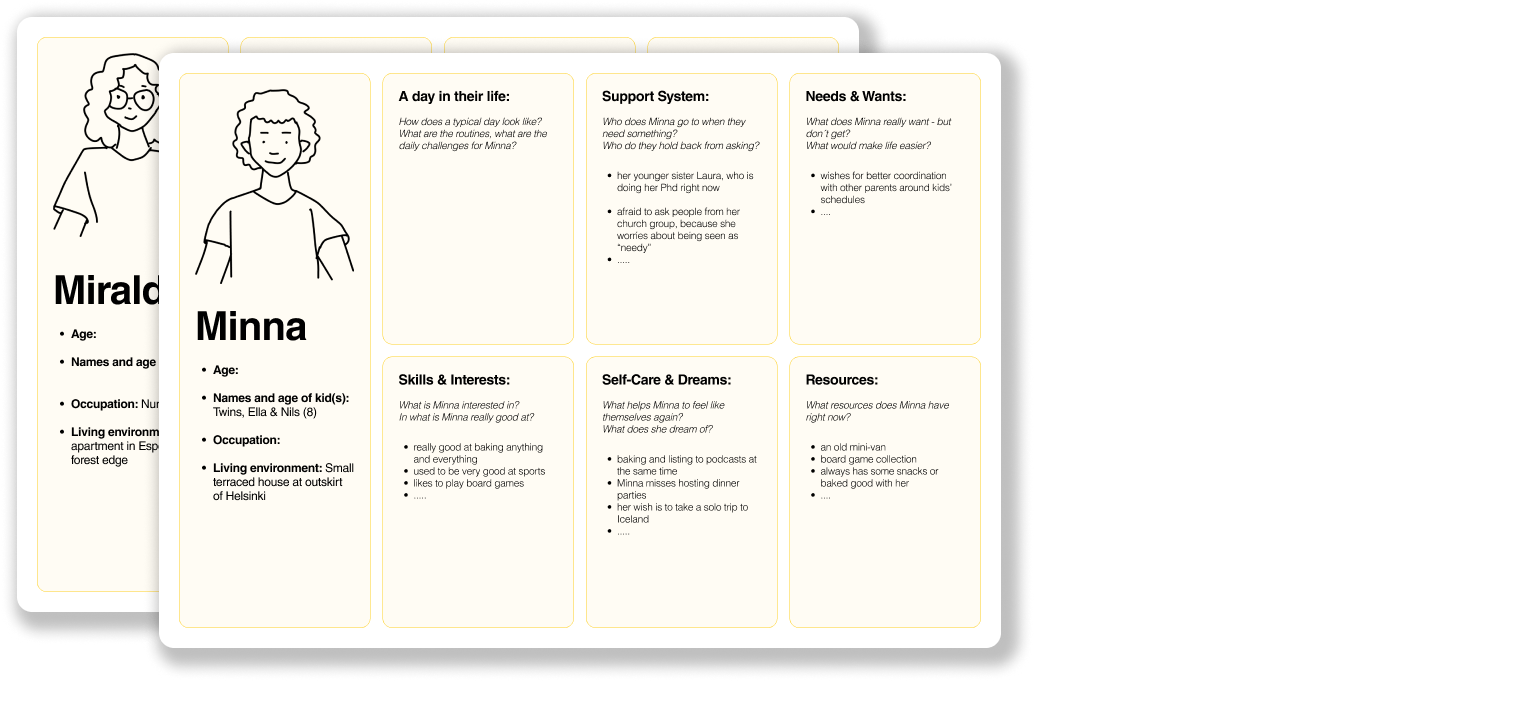 Mirald
• Age:
• Names and age
• Occupation: Nur
• Living environm
apartment in Esp
forest edge
Minna
• Age:
• Names and age of kid(s):
Twins, Ella & Nils (8)
• Occupation:
• Living environment: Small
terraced house at outskirt
of Helsinki
A day in their life:
How does a typical day look like?
What are the routines, what are the
daily challenges for Minna?
Support System:
Who does Minna go to when they
need something?
Who do they hold back from asking?
• her younger sister Laura, who is
doing her Phd right now
• afraid to ask people from her
church group, because she
worries about being seen as
“needy”
• .....
Needs & Wants:
What does Minna really want - but
don´t get?
What would make life easier?
• wishes for better coordination
with other parents around kids’
schedules
• ....
Skills & Interests:
What is Minna interested in?
In what is Minna really good at?
• really good at baking anything
and everything
• used to be very good at sports
• likes to play board games
• .....
Self-Care & Dreams:
What helps Minna to feel like
themselves again?
What does she dream of?
• baking and listing to podcasts at
the same time
• Minna misses hosting dinner
parties
• her wish is to take a solo trip to
Iceland
• .....
Resources:
What resources does Minna have
right now?
• an old mini-van
• board game collection
• always has some snacks or
baked good with her
• ....